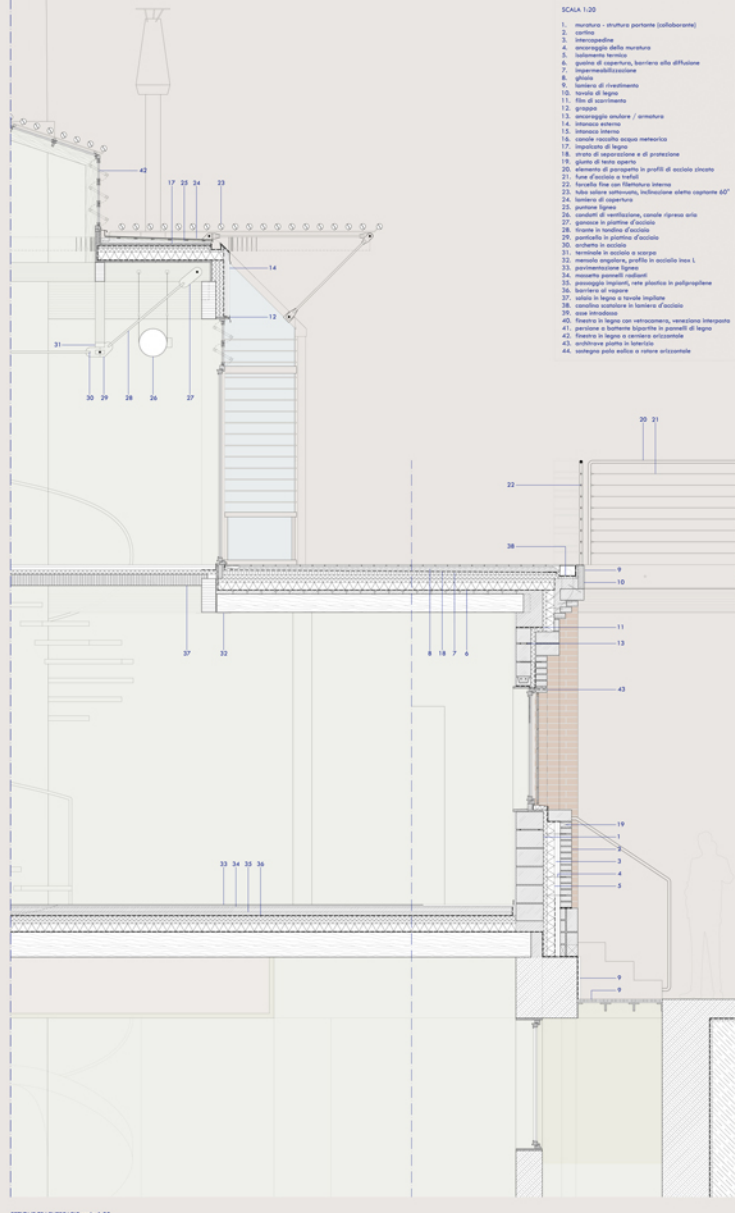 SCALA 1:20
1. muratura - struttura portante (collaborante)
2. cortina
3. intercapedine
4. ancoraggio della muratura
5. isolamento termico
6. guaina di copertura, barriera alla diffusione
7. impermeabilizzazione
8. ghiaia
9. lamiera di rivestimento
10. tavola di legno
11. film di scorrimento
12. grappa
13. ancoraggio anulare / armatura
14. intonaco esterno
15. intonaco interno
16. canale raccolta acqua meteorica
17. impalcato di legno
18. strato di separazione e di protezione
19. giunto di testa aperto
20. elemento di parapetto in profili di acciaio zincato
21. fune d'acciaio a trefoli
22. forcella fine con filettatura interna
23. tubo solare sottovuoto, inclinazione aletta captante 60°
24. lamiera di copertura
25. puntone ligneo
26. condotti di ventilazione, canale ripresa aria
27. ganasce in piattine d'acciaio
28. tirante in tondino d'acciaio
29. ponticello in piattina d'acciaio
30. archetto in acciaio
31. terminale in acciaio a scarpa
32. mensola angolare, profilo in acciaio inox L
33. pavimentazione lignea
34. massetto pannelli radianti
35. passaggio impianti, rete plastica in polipropilene
36. barriera al vapore
37. solaio in legno a tavole impilate
38. canalina scatolare in lamiera d'acciaio
39. asse intradosso
40. finestra in legno con vetrocamera, veneziana interposta
41. persiane a battente bipartite in pannelli di legno
42. finestra in legno a cerniera orizzontale
43. architrave piatto in laterizio
44. sostegno pala eolica a rotore orizzontale
42
17 25 24 23
14
12
31
30 29 28 26 27
20 21
22
38
9
10
11
13
37 32 8 18 7 6
43
19
1
2
3
4
5
33 34 35 36
9
9